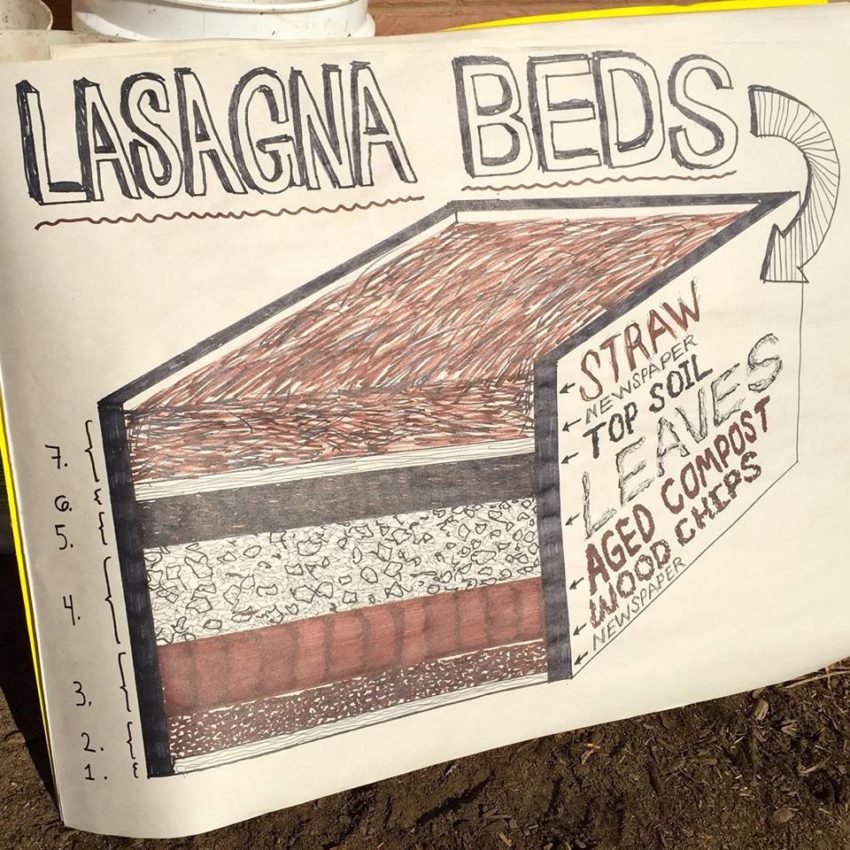 LASAGNA BEDS
STRAW
NEWSPAPER
TOP SOIL
LEAVES
AGED COMPOST
WOOD CHIPS
NEWSPAPER
7.
6.
5.
4.
3.
2.
1.